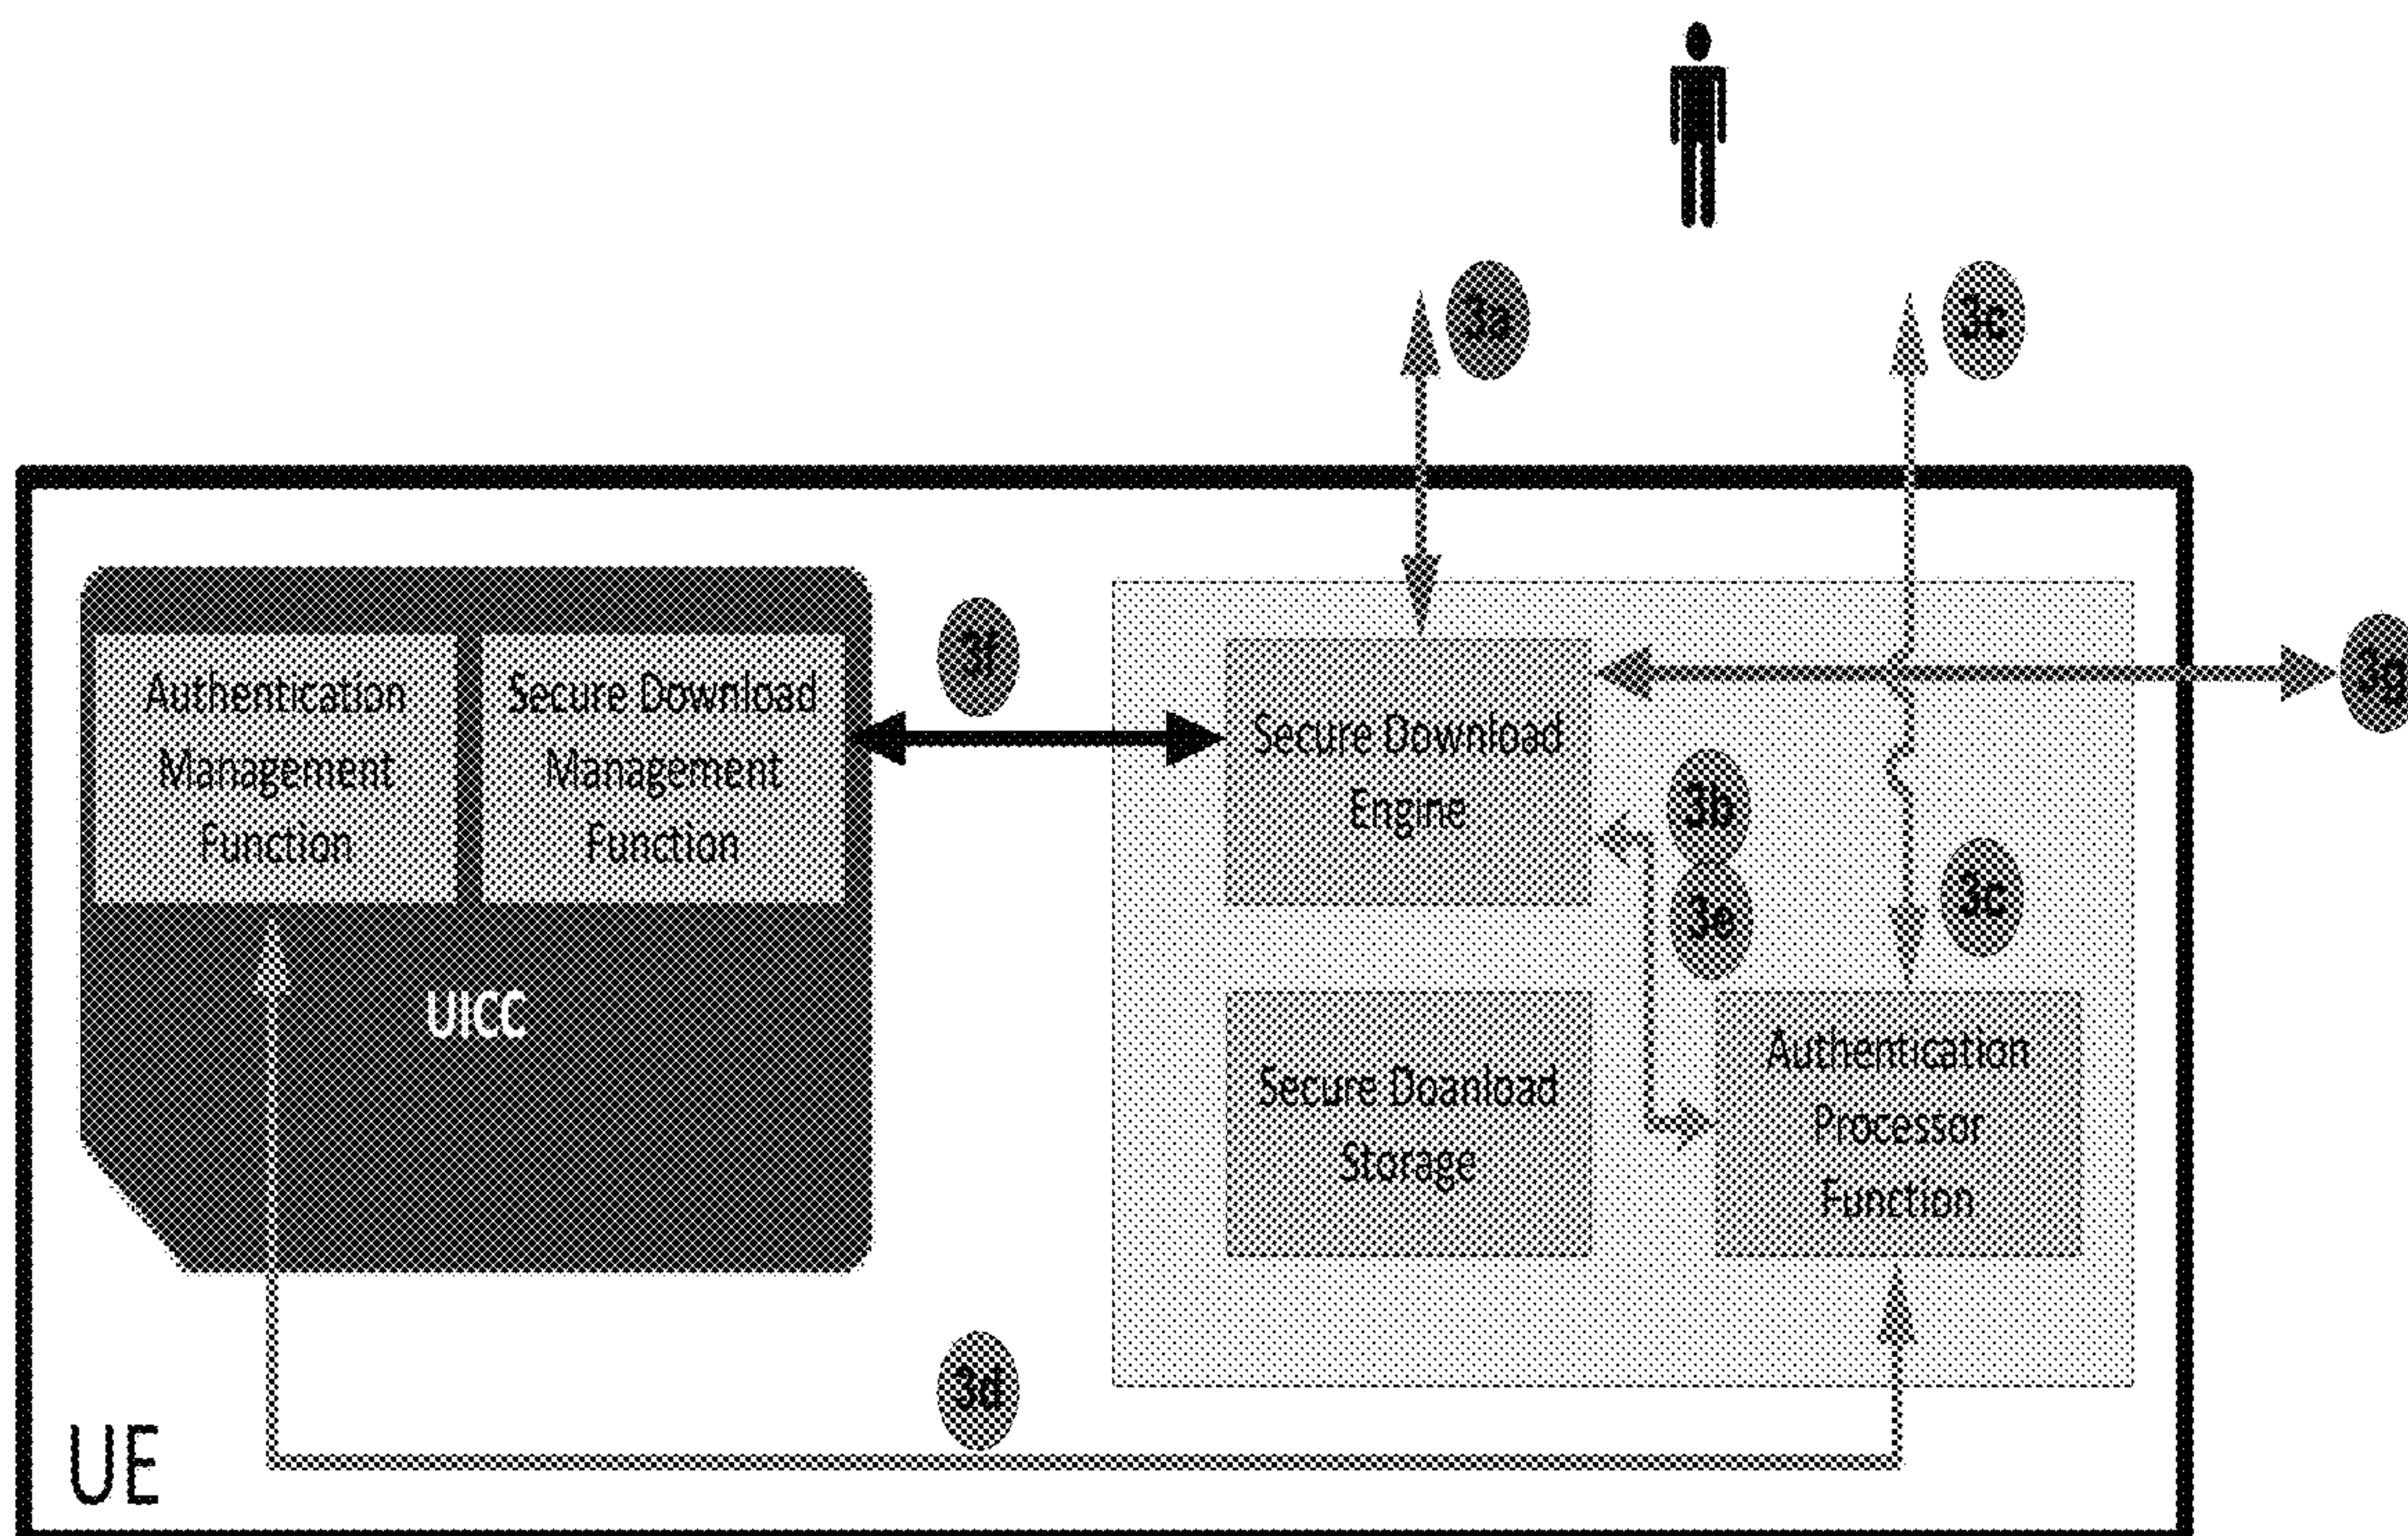 3a
3c
3f
Authentication
Management
Function
Secure Download
Management
Function
Secure Download
Engine
3g
3b
3e
3c
UICC
Secure Doanload
Storage
Authentication
Processor
Function
3d
UE